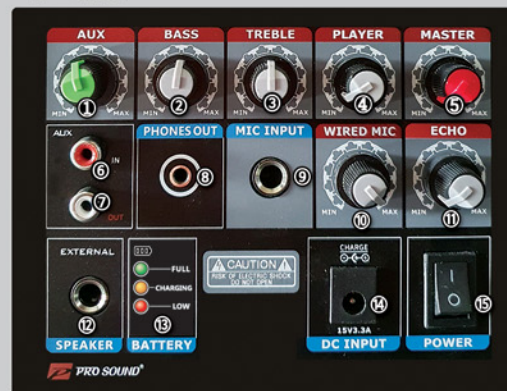 AUX BASS TREBLE PLAYER MASTER
① ② ③ ④ ⑤
MIN MAX MIN MAX MIN MAX MIN MAX MIN MAX
AUX PHONES OUT MIC INPUT WIRED MIC ECHO
⑥ IN ⑧ ⑨
⑦ OUT
MIN ⑩ MAX MIN ⑪ MAX
EXTERNAL
FULL
CHARGING
LOW
⑫ ⑬
SPEAKER BATTERY
CAUTION
RISK OF ELECTRIC SHOCK
DO NOT OPEN
CHARGE
⑭
15V3.3A
DC INPUT
I
O
⑮
POWER
PRO SOUND®